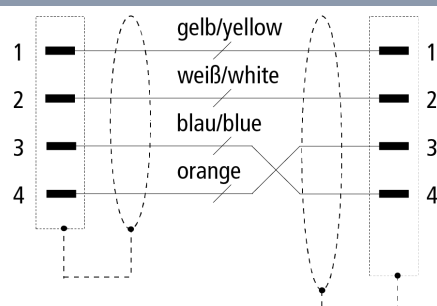 1 gelb/yellow 1
2 weiß/white 2
3 blau/blue 3
4 orange 4